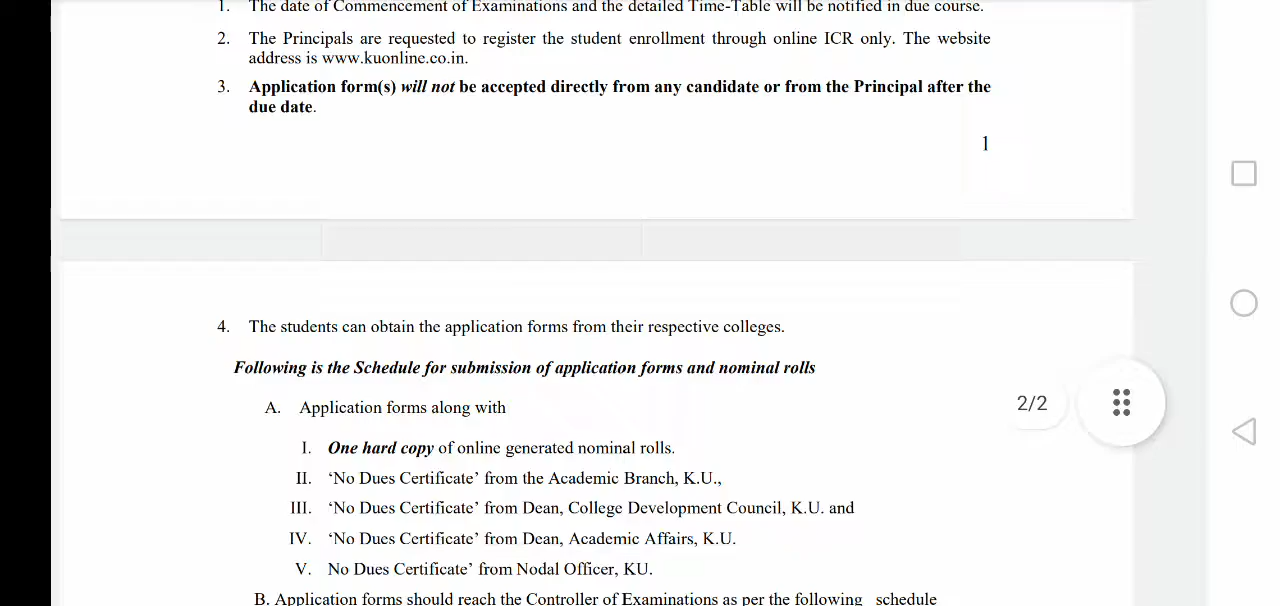 1. The date of Commencement of Examinations and the detailed Time-Table will be notified in due course.
2. The Principals are requested to register the student enrollment through online ICR only. The website
address is www.kuonline.co.in.
3. Application form(s) will not be accepted directly from any candidate or from the Principal after the
due date.
1
4. The students can obtain the application forms from their respective colleges.
Following is the Schedule for submission of application forms and nominal rolls
2/2
A. Application forms along with
I. One hard copy of online generated nominal rolls.
II. ‘No Dues Certificate’ from the Academic Branch, K.U.,
III. ‘No Dues Certificate’ from Dean, College Development Council, K.U. and
IV. ‘No Dues Certificate’ from Dean, Academic Affairs, K.U.
V. No Dues Certificate’ from Nodal Officer, KU.
B. Application forms should reach the Controller of Examinations as per the following schedule